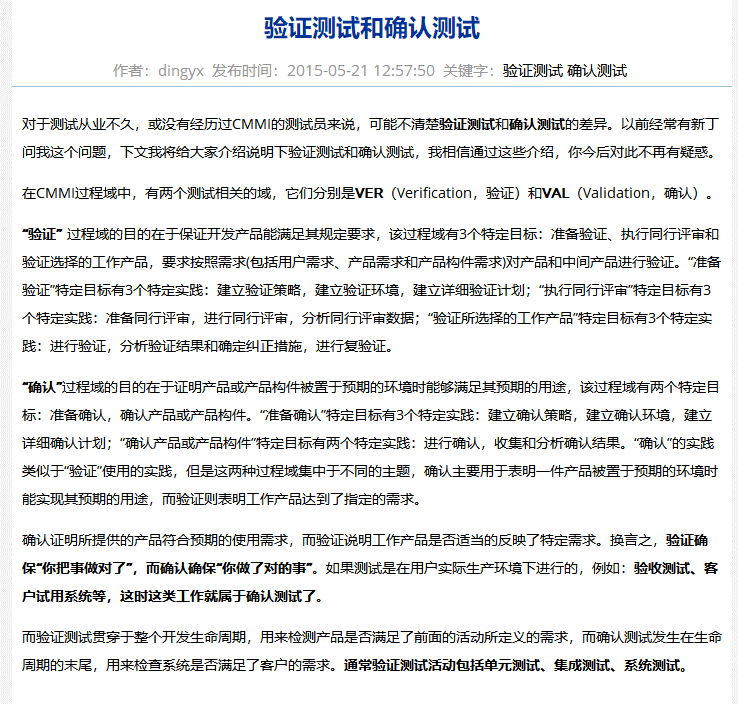 验证测试和确认测试
作者：dingyx 发布时间：2015-05-21 12:57:50 关键字：验证测试 确认测试
对于测试从业不久，或没有经历过CMMI的测试员来说，可能不清楚验证测试和确认测试的差异。以前经常有新丁
问我这个问题，下文我将给大家介绍说明下验证测试和确认测试，我相信通过这些介绍，你今后对此不再有疑惑。
在CMMI过程域中，有两个测试相关的域，它们分别是VER（Verification，验证）和VAL（Validation，确认）。
“验证” 过程域的目的在于保证开发产品能满足其规定要求，该过程域有3个特定目标：准备验证、执行同行评审和
验证选择的工作产品，要求按照需求(包括用户需求、产品需求和产品构件需求)对产品和中间产品进行验证。“准备
验证”特定目标有3个特定实践：建立验证策略，建立验证环境，建立详细验证计划；“执行同行评审”特定目标有3
个特定实践：准备同行评审，进行同行评审，分析同行评审数据；“验证所选择的工作产品”特定目标有3个特定实
践：进行验证，分析验证结果和确定纠正措施，进行复验证。
“确认”过程域的目的在于证明产品或产品构件被置于预期的环境时能够满足其预期的用途，该过程域有两个特定目
标：准备确认，确认产品或产品构件。“准备确认”特定目标有3个特定实践：建立确认策略，建立确认环境，建立
详细确认计划；“确认产品或产品构件”特定目标有两个特定实践：进行确认，收集和分析确认结果。“确认”的实践
类似于“验证”使用的实践，但是这两种过程域集中于不同的主题，确认主要用于表明一件产品被置于预期的环境时
能实现其预期的用途，而验证则表明工作产品达到了指定的需求。
确认证明所提供的产品符合预期的使用需求，而验证说明工作产品是否适当的反映了特定需求。换言之，验证确
保“你把事做对了”，而确认确保“你做了对的事”。如果测试是在用户实际生产环境下进行的，例如：验收测试、客
户试用系统等，这时这类工作就属于确认测试了。
而验证测试贯穿于整个开发生命周期，用来检测产品是否满足了前面的活动所定义的需求，而确认测试发生在生命
周期的末尾，用来检查系统是否满足了客户的需求。通常验证测试活动包括单元测试、集成测试、系统测试。